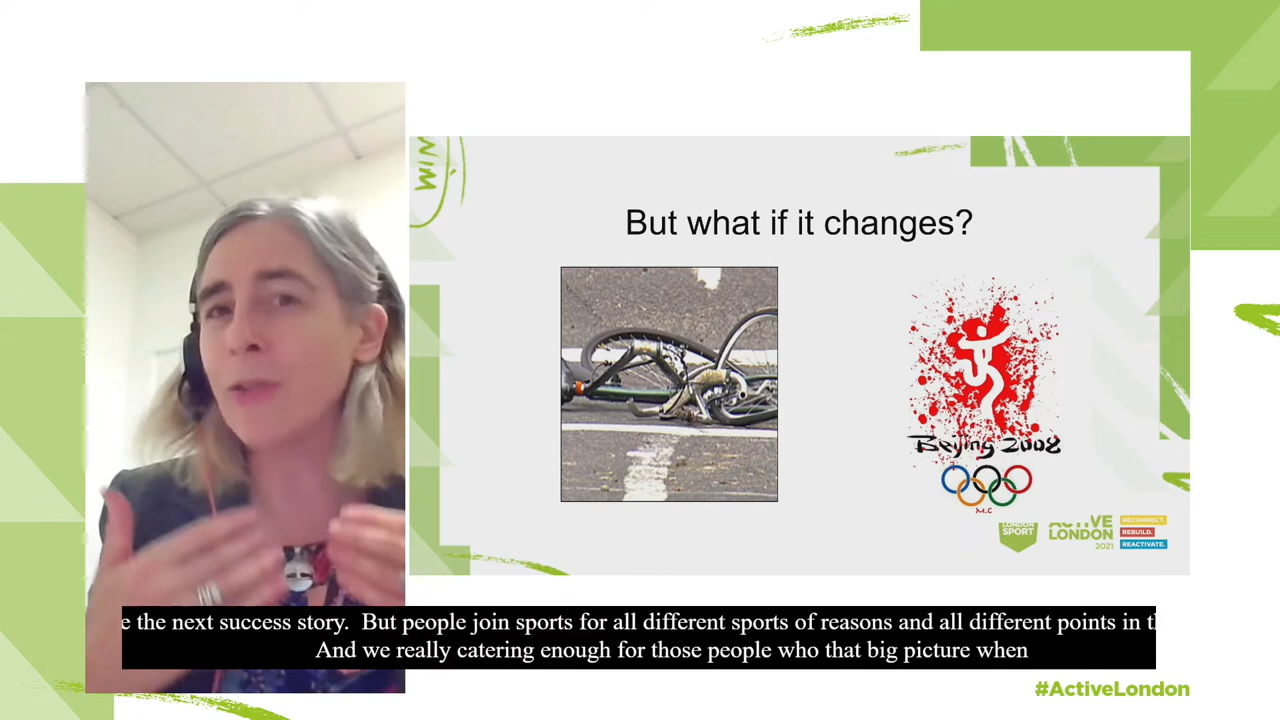 WIN
But what if it changes?
Beijing 2008
M.C
LONDON
SPORT
ACTIVE
LONDON
2021
RECONNECT.
REBUILD.
REACTIVATE.
e the next success story.  But people join sports for all different sports of reasons and all different points in
And we really catering enough for those people who that big picture when
#ActiveLondon